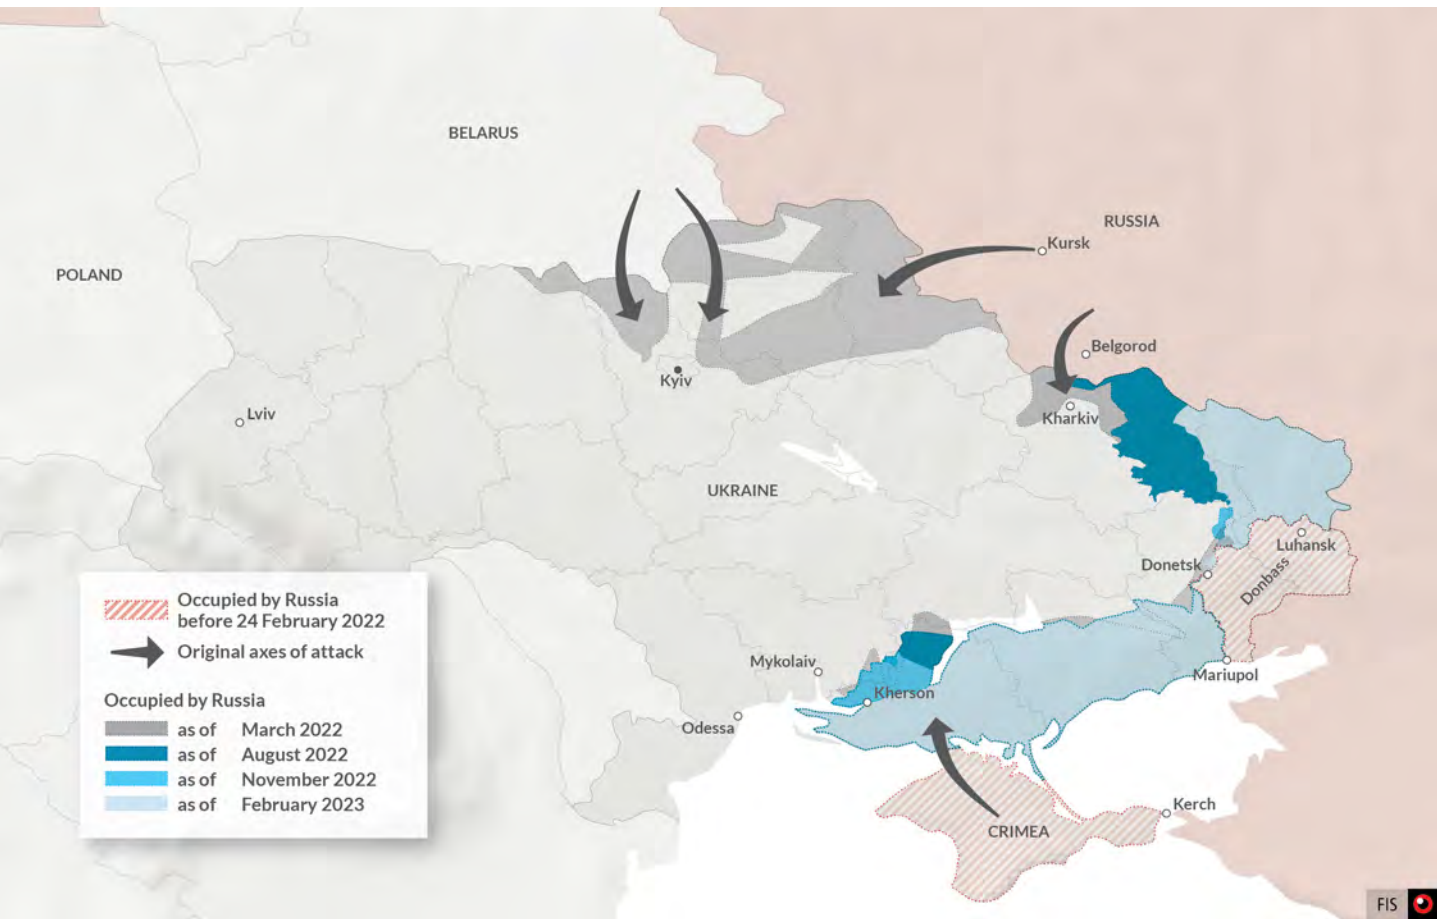 BELARUS
RUSSIA
Kursk
POLAND
Belgorod
Kyiv
Lviv
Kharkiv
UKRAINE
Luhansk
Donetsk
Donbass
Mykolaiv
Mariupol
Kherson
Odessa
Kerch
CRIMEA
Occupied by Russia
before 24 February 2022
Original axes of attack
Occupied by Russia
as of March 2022
as of August 2022
as of November 2022
as of February 2023
FIS